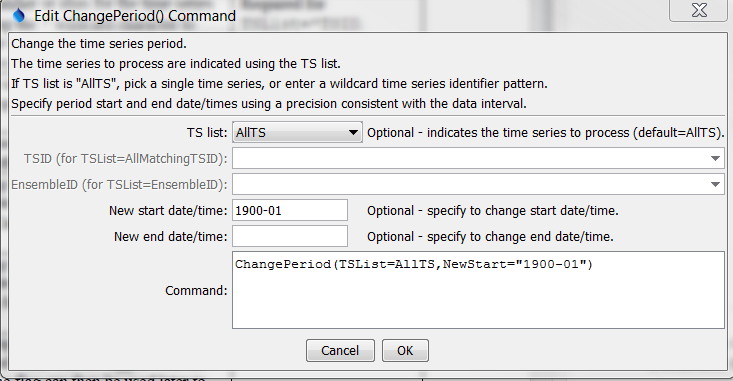 Required for
TSList=*TSID.
Edit ChangePeriod() Command
Change the time series period.
The time series to process are indicated using the TS list.
If TS list is "AllTS", pick a single time series, or enter a wildcard time series identifier pattern.
Specify period start and end date/times using a precision consistent with the data interval.
TS list: AllTS Optional - indicates the time series to process (default=AllTS).
TSID (for TSList=AllMatchingTSID):
EnsembleID (for TSList=EnsembleID):
New start date/time: 1900-01 Optional - specify to change start date/time.
New end date/time: Optional - specify to change end date/time.
ChangePeriod(TSList=AllTS,NewStart="1900-01")
Command:
Cancel OK